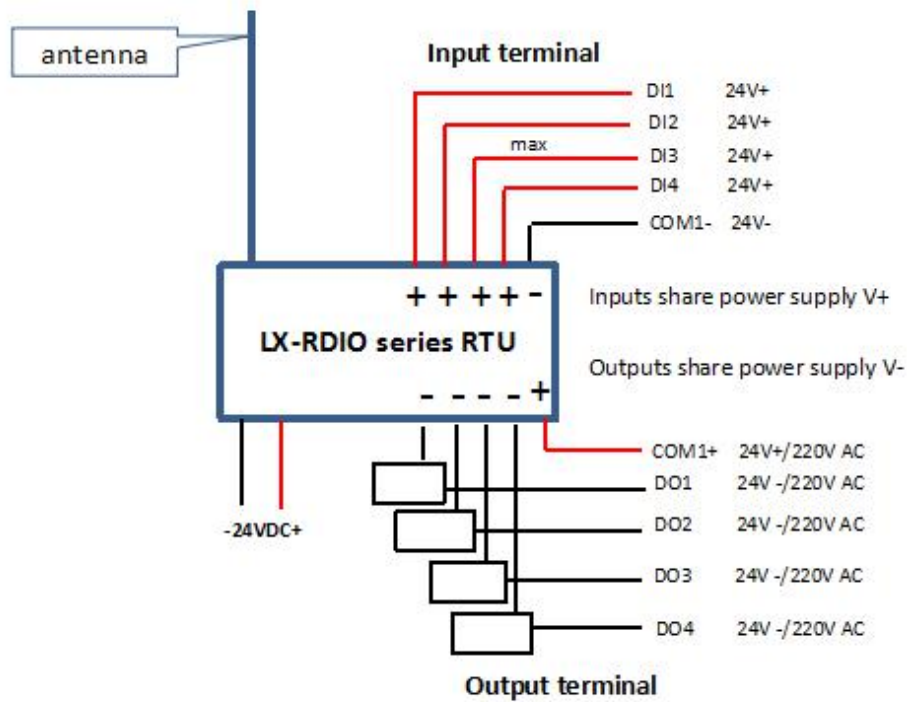 antenna
Input terminal
DI1 24V+
DI2 24V+
max
DI3 24V+
DI4 24V+
COM1- 24V-
+ + + + -
Inputs share power supply V+
LX-RDIO series RTU
Outputs share power supply V-
- - - - +
COM1+ 24V+/220V AC
DO1 24V -/220V AC
-24VDC+
DO2 24V -/220V AC
DO3 24V -/220V AC
DO4 24V -/220V AC
Output terminal